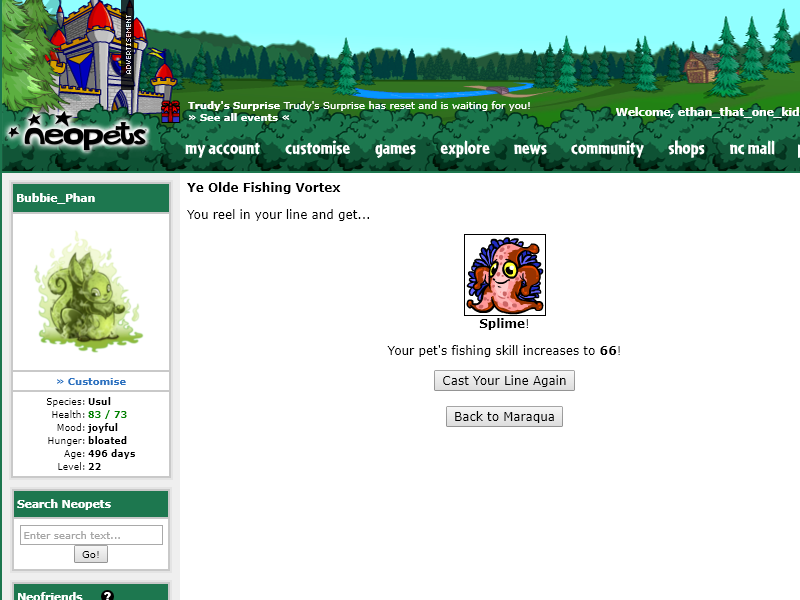 ADVERTISEMENT
Trudy's Surprise Trudy's Surprise has reset and is waiting for you!
» See all events «
Welcome, ethan_that_one_kid
neopets
my account customise games explore news community shops nc mall
Bubbie_Phan
» Customise
Species: Usul
Health: 83 / 73
Mood: joyful
Hunger: bloated
Age: 496 days
Level: 22
Search Neopets
Enter search text...
Go!
Neofriends ?
Ye Olde Fishing Vortex
You reel in your line and get...
Splime!
Your pet's fishing skill increases to 66!
Cast Your Line Again
Back to Maraqua